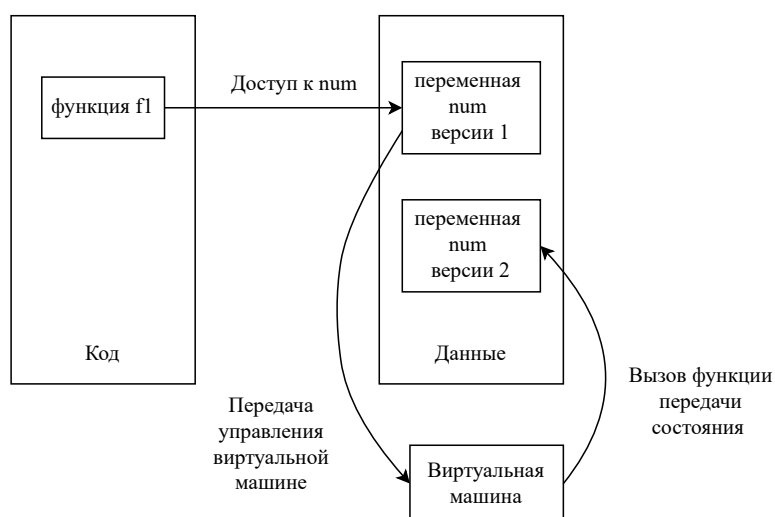 функция f1
Код
Доступ к num
переменная
num
версии 1
переменная
num
версии 2
Данные
Передача
управления
виртуальной
машине
Виртуальная
машина
Вызов функции
передачи
состояния